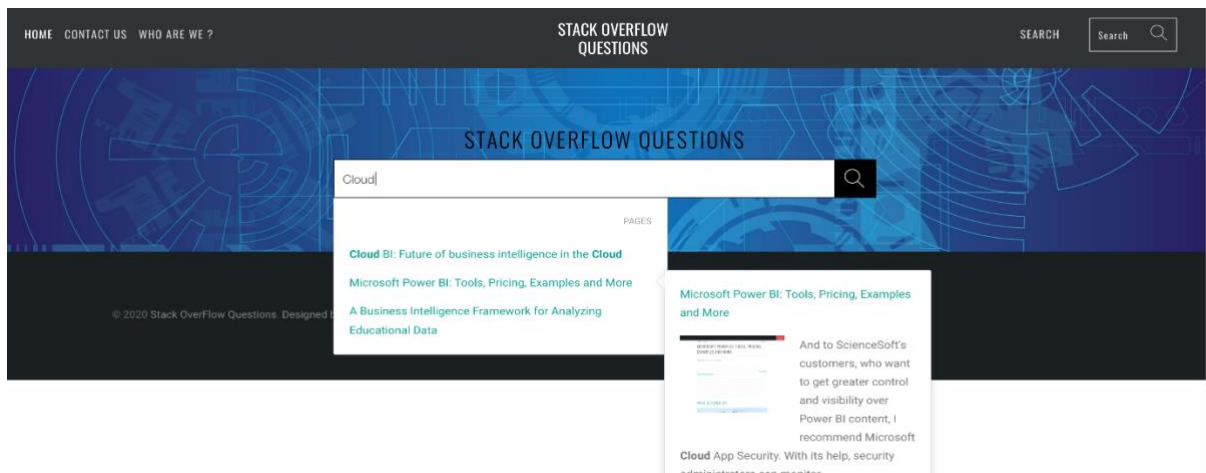 HOME CONTACT US WHO ARE WE ?
STACK OVERFLOW
QUESTIONS
SEARCH
Search
STACK OVERFLOW QUESTIONS
Cloud
PAGES
Cloud BI: Future of business intelligence in the Cloud
Microsoft Power BI: Tools, Pricing, Examples and More
A Business Intelligence Framework for Analyzing
Educational Data
© 2020 Stack OverFlow Questions. Designed
Microsoft Power BI: Tools, Pricing, Examples
and More
And to ScienceSoft's
customers, who want
to get greater control
and visibility over
Power BI content, I
recommend Microsoft
Cloud App Security. With its help, security
administrators can monitor